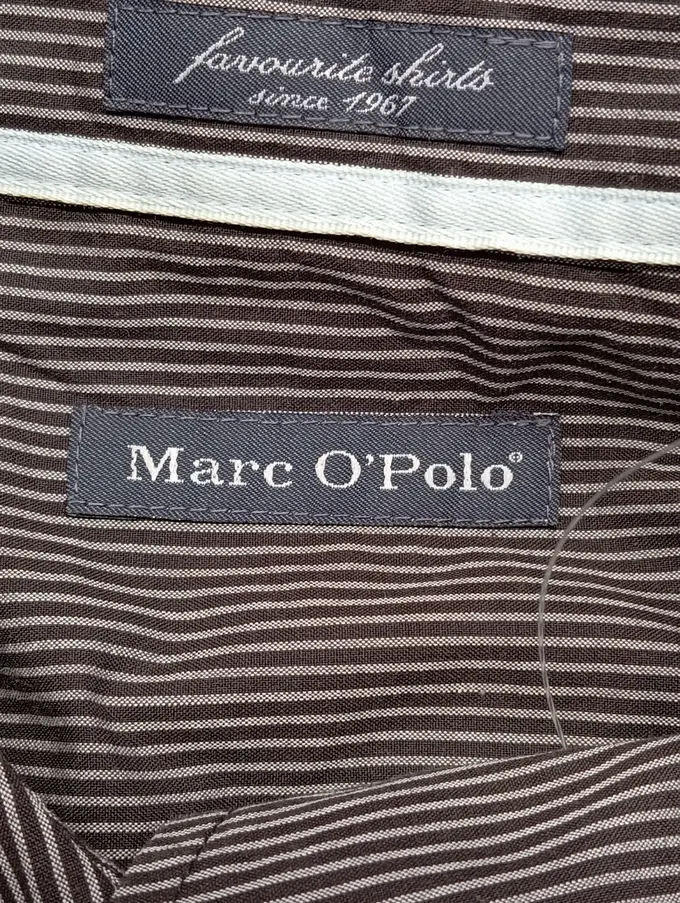 favourite shirts
since 1967
Marc O'Polo®